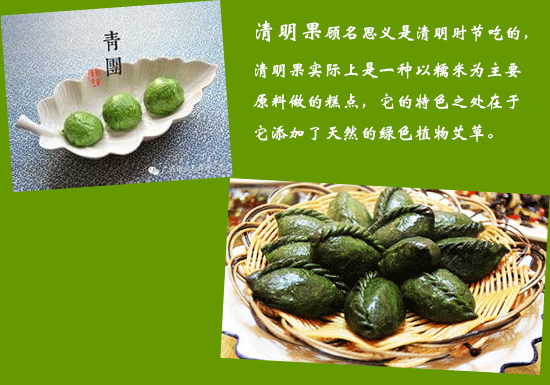 青
團
清明果顾名思义是清明时节吃的，
清明果实际上是一种以糯米为主要
原料做的糕点，它的特色之处在于
它添加了天然的绿色植物艾草。